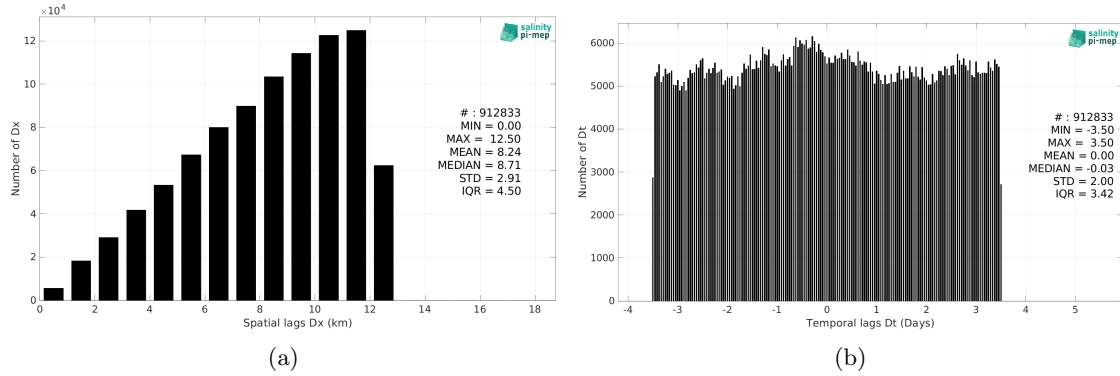 ×10⁴
12
10
8
6
4
2
0
Number of Dx
salinity
pi-mep
# : 912833
MIN = 0.00
MAX = 12.50
MEAN = 8.24
MEDIAN = 8.71
STD = 2.91
IQR = 4.50
0 2 4 6 8 10 12 14 16 18
Spatial lags Dx (km)
(a)
6000
5000
4000
3000
2000
1000
0
Number of Dt
salinity
pi-mep
# : 912833
MIN = -3.50
MAX = 3.50
MEAN = 0.00
MEDIAN = -0.03
STD = 2.00
IQR = 3.42
-4 -3 -2 -1 0 1 2 3 4 5
Temporal lags Dt (Days)
(b)